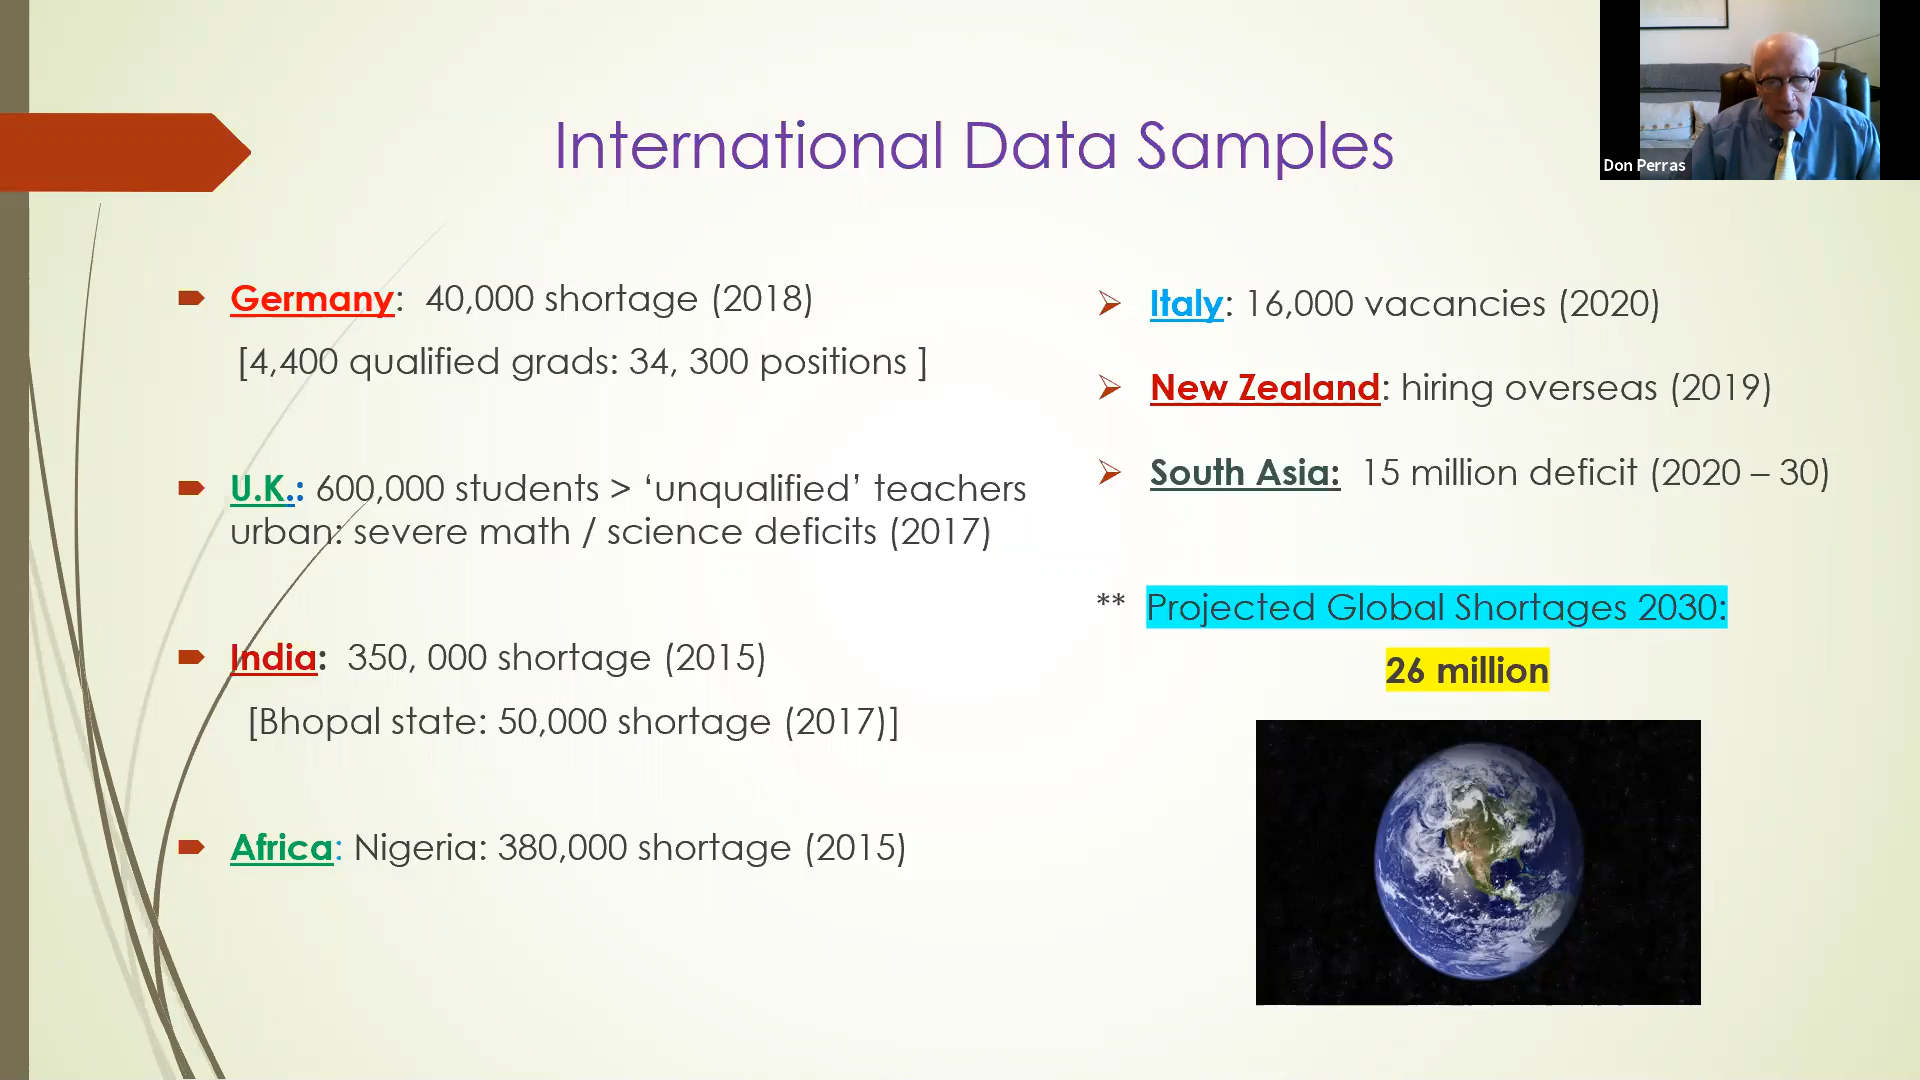 International Data Samples
Don Perras
Germany: 40,000 shortage (2018)
[4,400 qualified grads: 34, 300 positions ]
U.K.: 600,000 students > ‘unqualified’ teachers
urban: severe math / science deficits (2017)
India: 350, 000 shortage (2015)
[Bhopal state: 50,000 shortage (2017)]
Africa: Nigeria: 380,000 shortage (2015)
Italy: 16,000 vacancies (2020)
New Zealand: hiring overseas (2019)
South Asia: 15 million deficit (2020 – 30)
** Projected Global Shortages 2030:
26 million